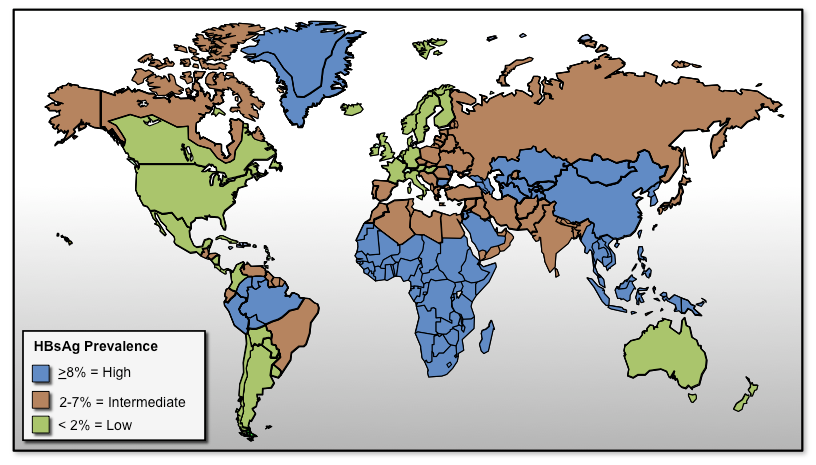 HBsAg Prevalence
≥8% = High
2-7% = Intermediate
< 2% = Low